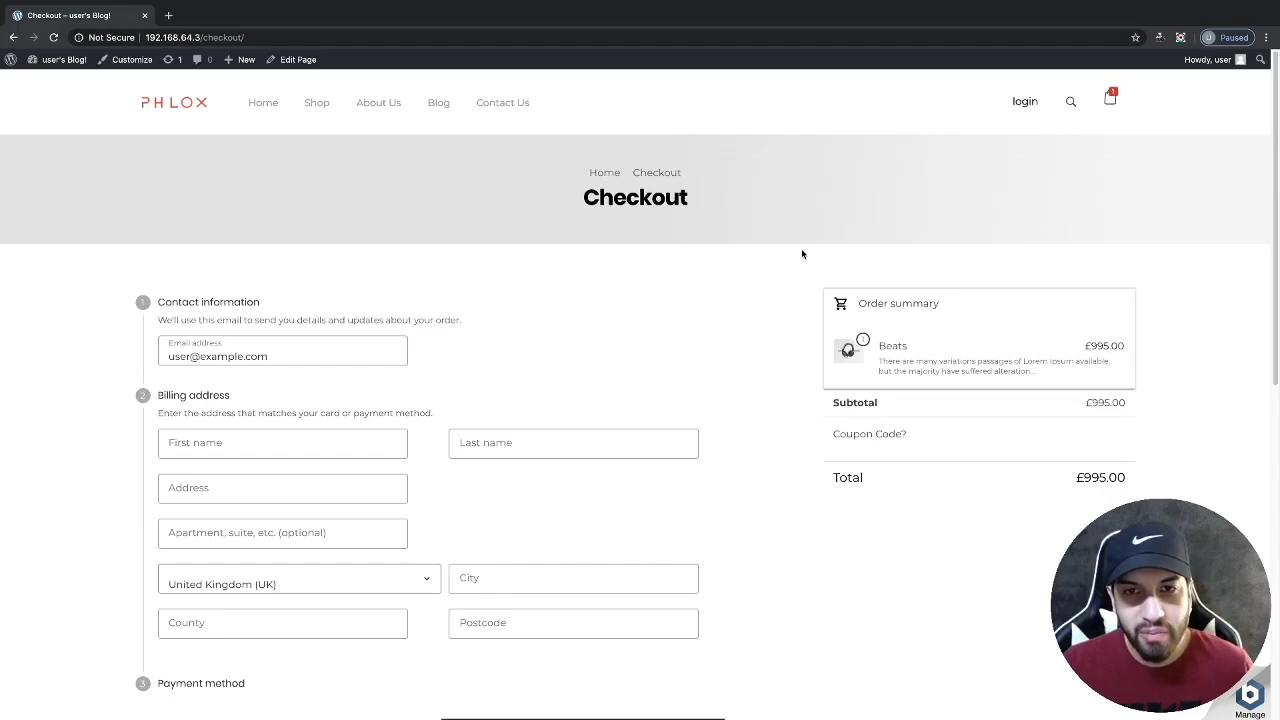 Checkout – user's Blog!
Not Secure 192.168.64.3/checkout/
Paused
user's Blog! Customize 1 0 New Edit Page
Howdy, user
PHLOX Home Shop About Us Blog Contact Us
login
1
Home Checkout
Checkout
1 Contact information
We'll use this email to send you details and updates about your order.
Email address
user@example.com
2 Billing address
Enter the address that matches your card or payment method.
First name
Last name
Address
Apartment, suite, etc. (optional)
United Kingdom (UK)
City
County
Postcode
3 Payment method
Order summary
1
Beats £995.00
There are many variations passages of Lorem Ipsum available,
but the majority have suffered alteration...
Subtotal £995.00
Coupon Code?
Total £995.00
Manage